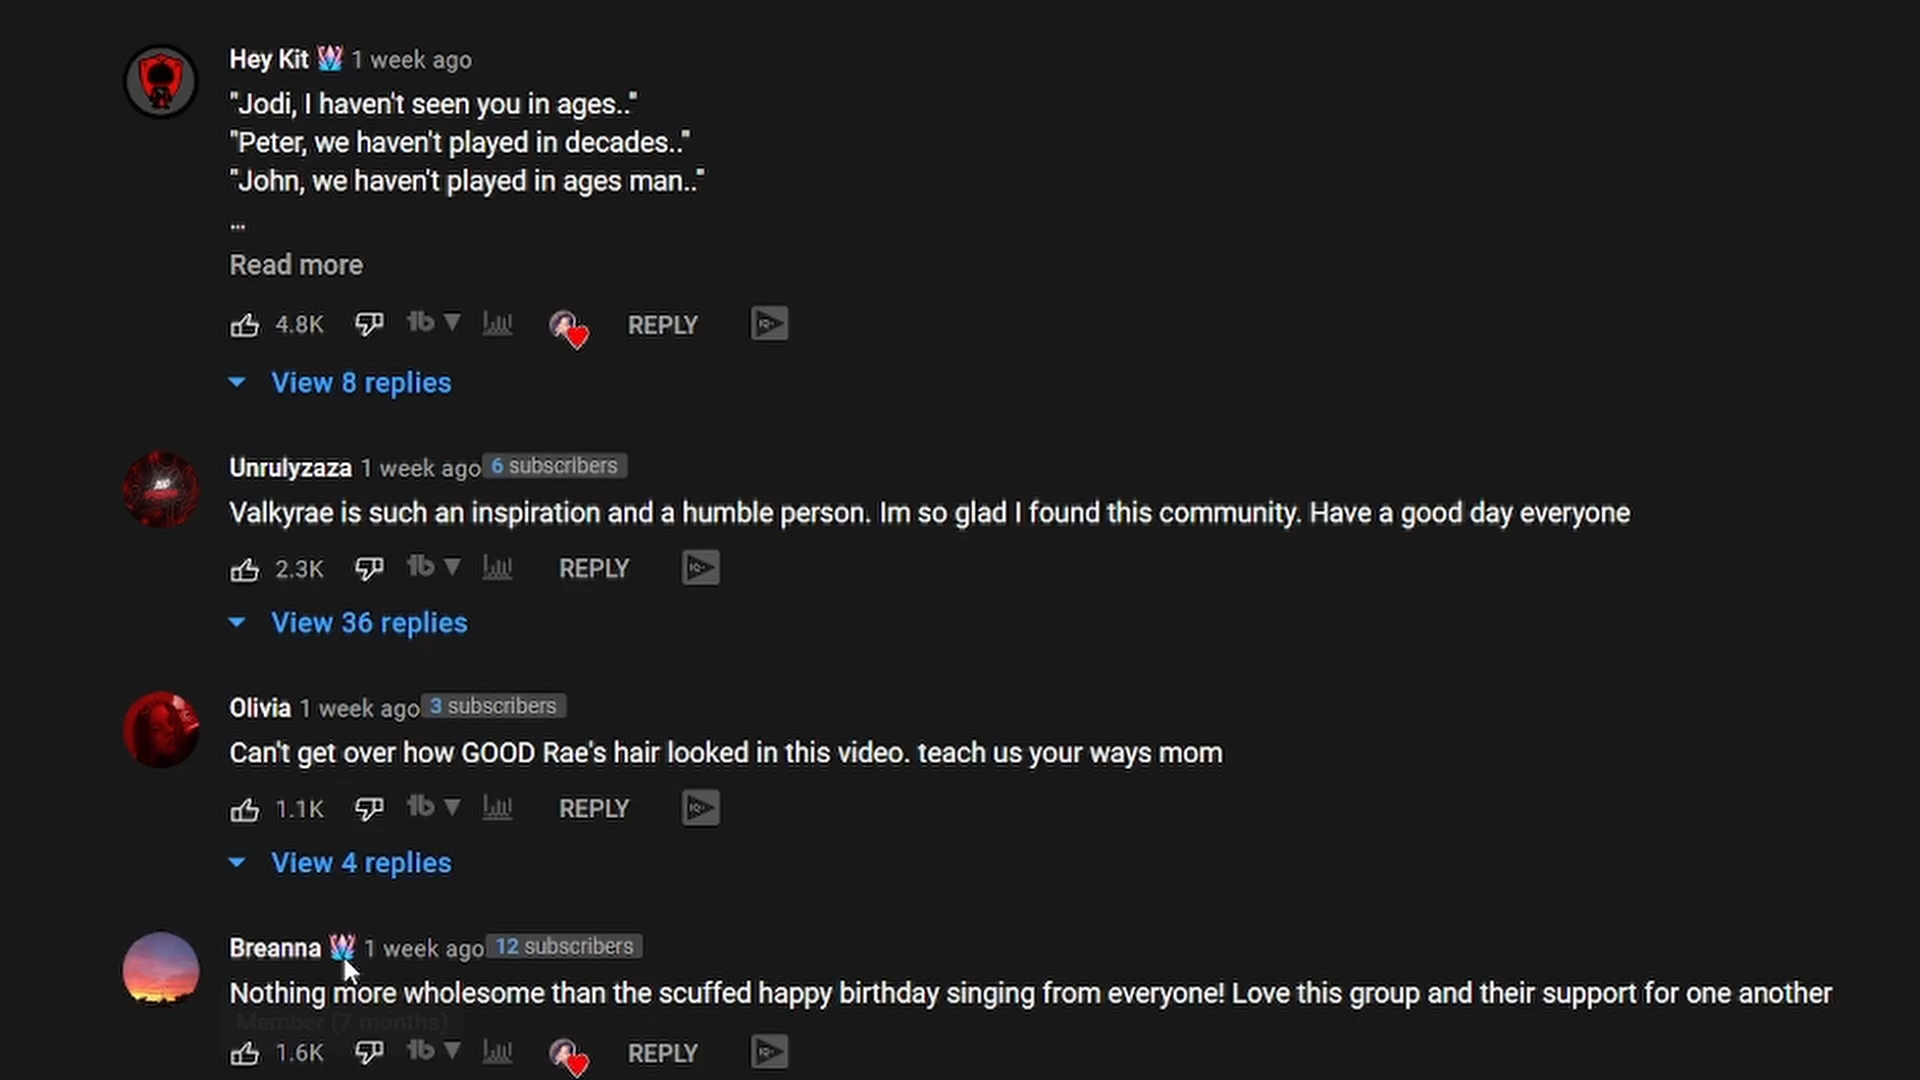 Hey Kit 1 week ago
"Jodi, I haven't seen you in ages.."
"Peter, we haven't played in decades.."
"John, we haven't played in ages man.."
...
Read more
4.8K REPLY
View 8 replies
Unrulyzaza 1 week ago 6 subscribers
Valkyrae is such an inspiration and a humble person. Im so glad I found this community. Have a good day everyone
2.3K REPLY
View 36 replies
Olivia 1 week ago 3 subscribers
Can't get over how GOOD Rae's hair looked in this video. teach us your ways mom
1.1K REPLY
View 4 replies
Breanna 1 week ago 12 subscribers
Nothing more wholesome than the scuffed happy birthday singing from everyone! Love this group and their support for one another
Member (7 months)
1.6K REPLY